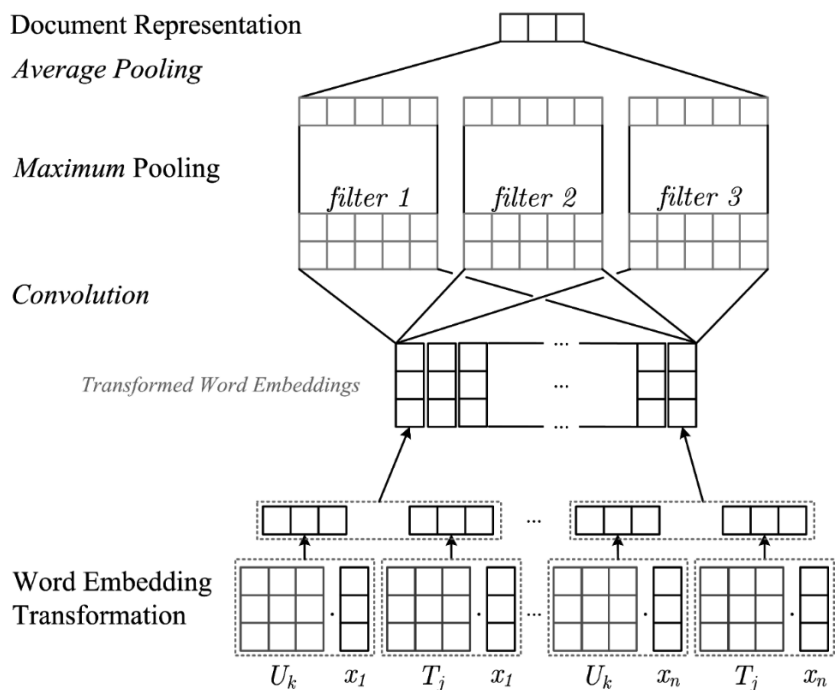 Document Representation
Average Pooling
Maximum Pooling
filter 1 filter 2 filter 3
Convolution
...
Transformed Word Embeddings ...
...
...
Word Embedding
Transformation . . ... . .
U_k x_1 T_j x_1 U_k x_n T_j x_n